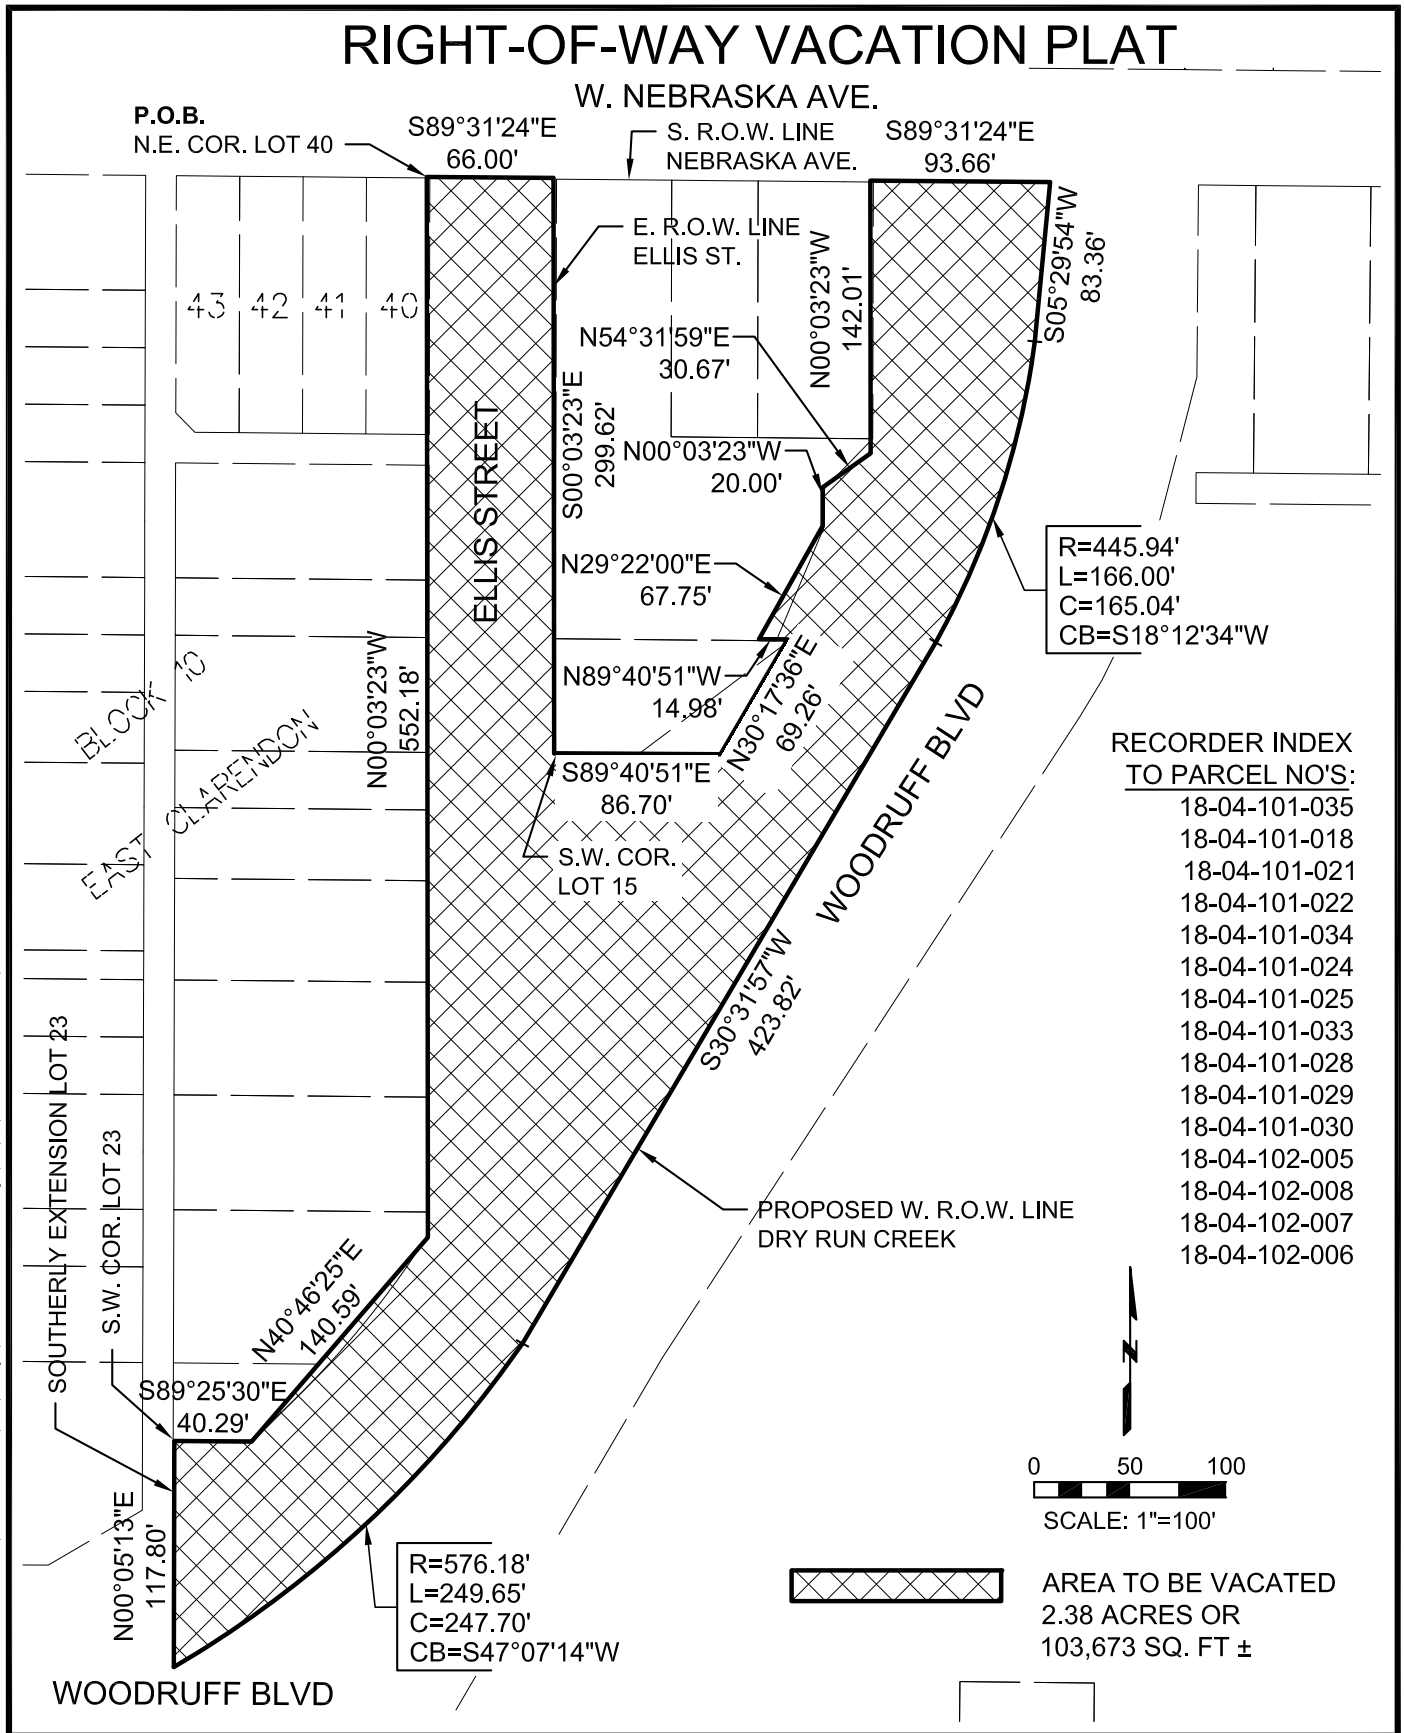 RIGHT-OF-WAY VACATION PLAT
W. NEBRASKA AVE.
P.O.B.
N.E. COR. LOT 40
S89°31'24"E
66.00'
S. R.O.W. LINE
NEBRASKA AVE.
S89°31'24"E
93.66'
E. R.O.W. LINE
ELLIS ST.
S05°29'54"W
83.36'
N00°03'23"W
142.01'
43
42
41
40
N54°31'59"E
30.67'
S00°03'23"E
299.62'
ELLIS STREET
N00°03'23"W
20.00'
R=445.94'
L=166.00'
C=165.04'
CB=S18°12'34"W
N29°22'00"E
67.75'
N00°03'23"W
552.18'
BLOCK 10
EAST CLARENDON
N89°40'51"W
14.98'
N30°17'36"E
69.26'
S89°40'51"E
86.70'
S.W. COR.
LOT 15
WOODRUFF BLVD
S30°31'57"W
423.82'
RECORDER INDEX
TO PARCEL NO'S:
18-04-101-035
18-04-101-018
18-04-101-021
18-04-101-022
18-04-101-034
18-04-101-024
18-04-101-025
18-04-101-033
18-04-101-028
18-04-101-029
18-04-101-030
18-04-102-005
18-04-102-008
18-04-102-007
18-04-102-006
SOUTHERLY EXTENSION LOT 23
S.W. COR. LOT 23
PROPOSED W. R.O.W. LINE
DRY RUN CREEK
N40°46'25"E
140.59'
S89°25'30"E
40.29'
N00°05'13"E
117.80'
R=576.18'
L=249.65'
C=247.70'
CB=S47°07'14"W
WOODRUFF BLVD
N
0 50 100
SCALE: 1"=100'
AREA TO BE VACATED
2.38 ACRES OR
103,673 SQ. FT ±